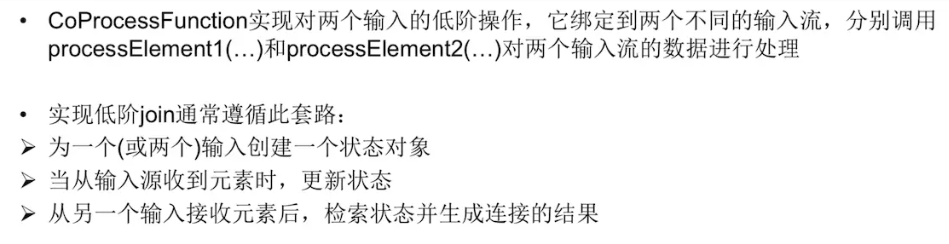 • CoProcessFunction实现对两个输入的低阶操作，它绑定到两个不同的输入流，分别调用
processElement1(…)和processElement2(…)对两个输入流的数据进行处理
• 实现低阶join通常遵循此套路：
➢ 为一个(或两个)输入创建一个状态对象
➢ 当从输入源收到元素时，更新状态
➢ 从另一个输入接收元素后，检索状态并生成连接的结果